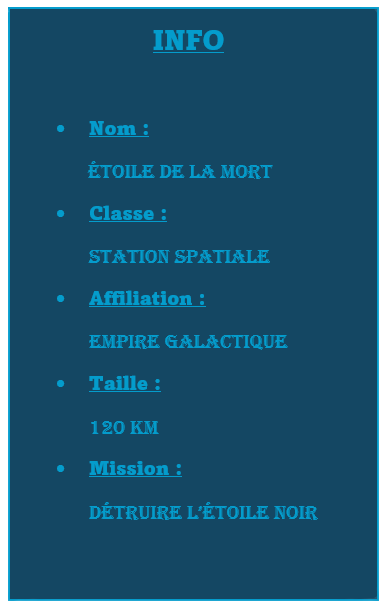 INFO
Nom :
ÉTOILE DE LA MORT
Classe :
STATION SPATIALE
Affiliation :
EMPIRE GALACTIQUE
Taille :
120 KM
Mission :
DÉTRUIRE L'ÉTOILE NOIR